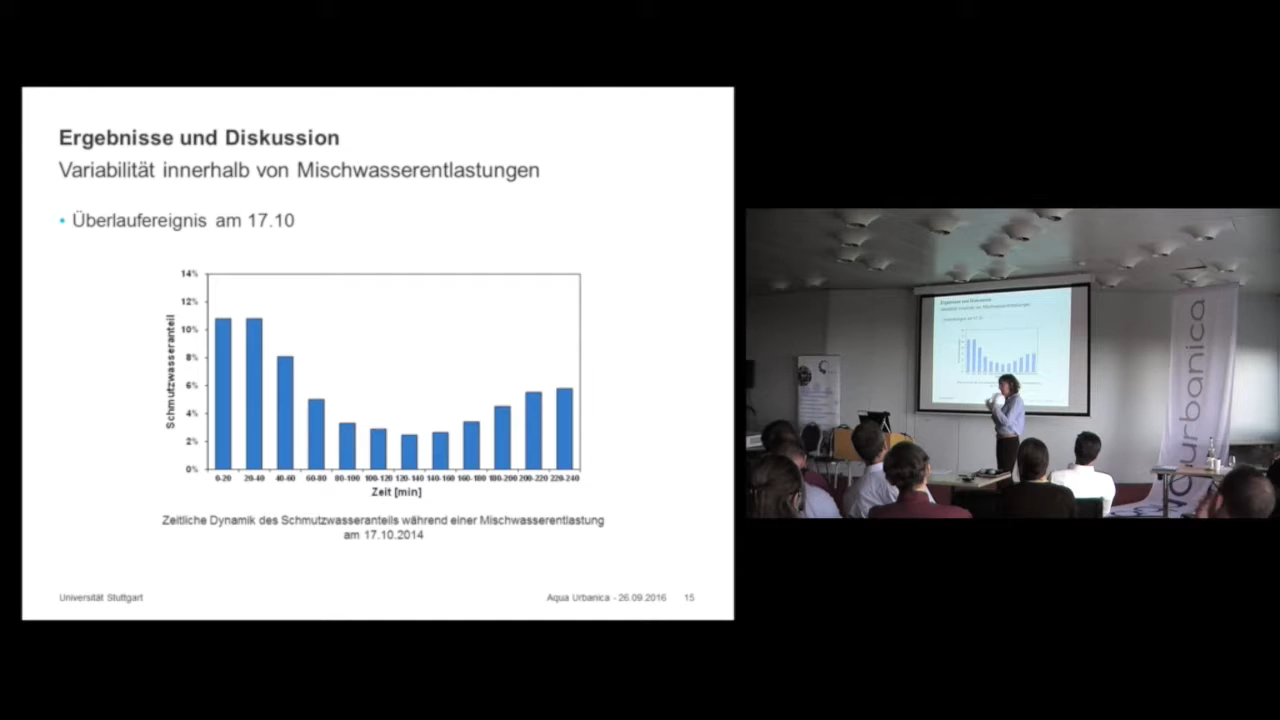 Ergebnisse und Diskussion
Variabilität innerhalb von Mischwasserentlastungen
• Überlaufereignis am 17.10
14%
12%
10%
8%
6%
4%
2%
0%
Schmutzwasseranteil
0-20 20-40 40-60 60-80 80-100 100-120 120-140 140-160 160-180 180-200 200-220 220-240
Zeit [min]
Zeitliche Dynamik des Schmutzwasseranteils während einer Mischwasserentlastung
am 17.10.2014
Universität Stuttgart
Aqua Urbanica - 26.09.2016 15
Ergebnisse und Diskussion
urbanica